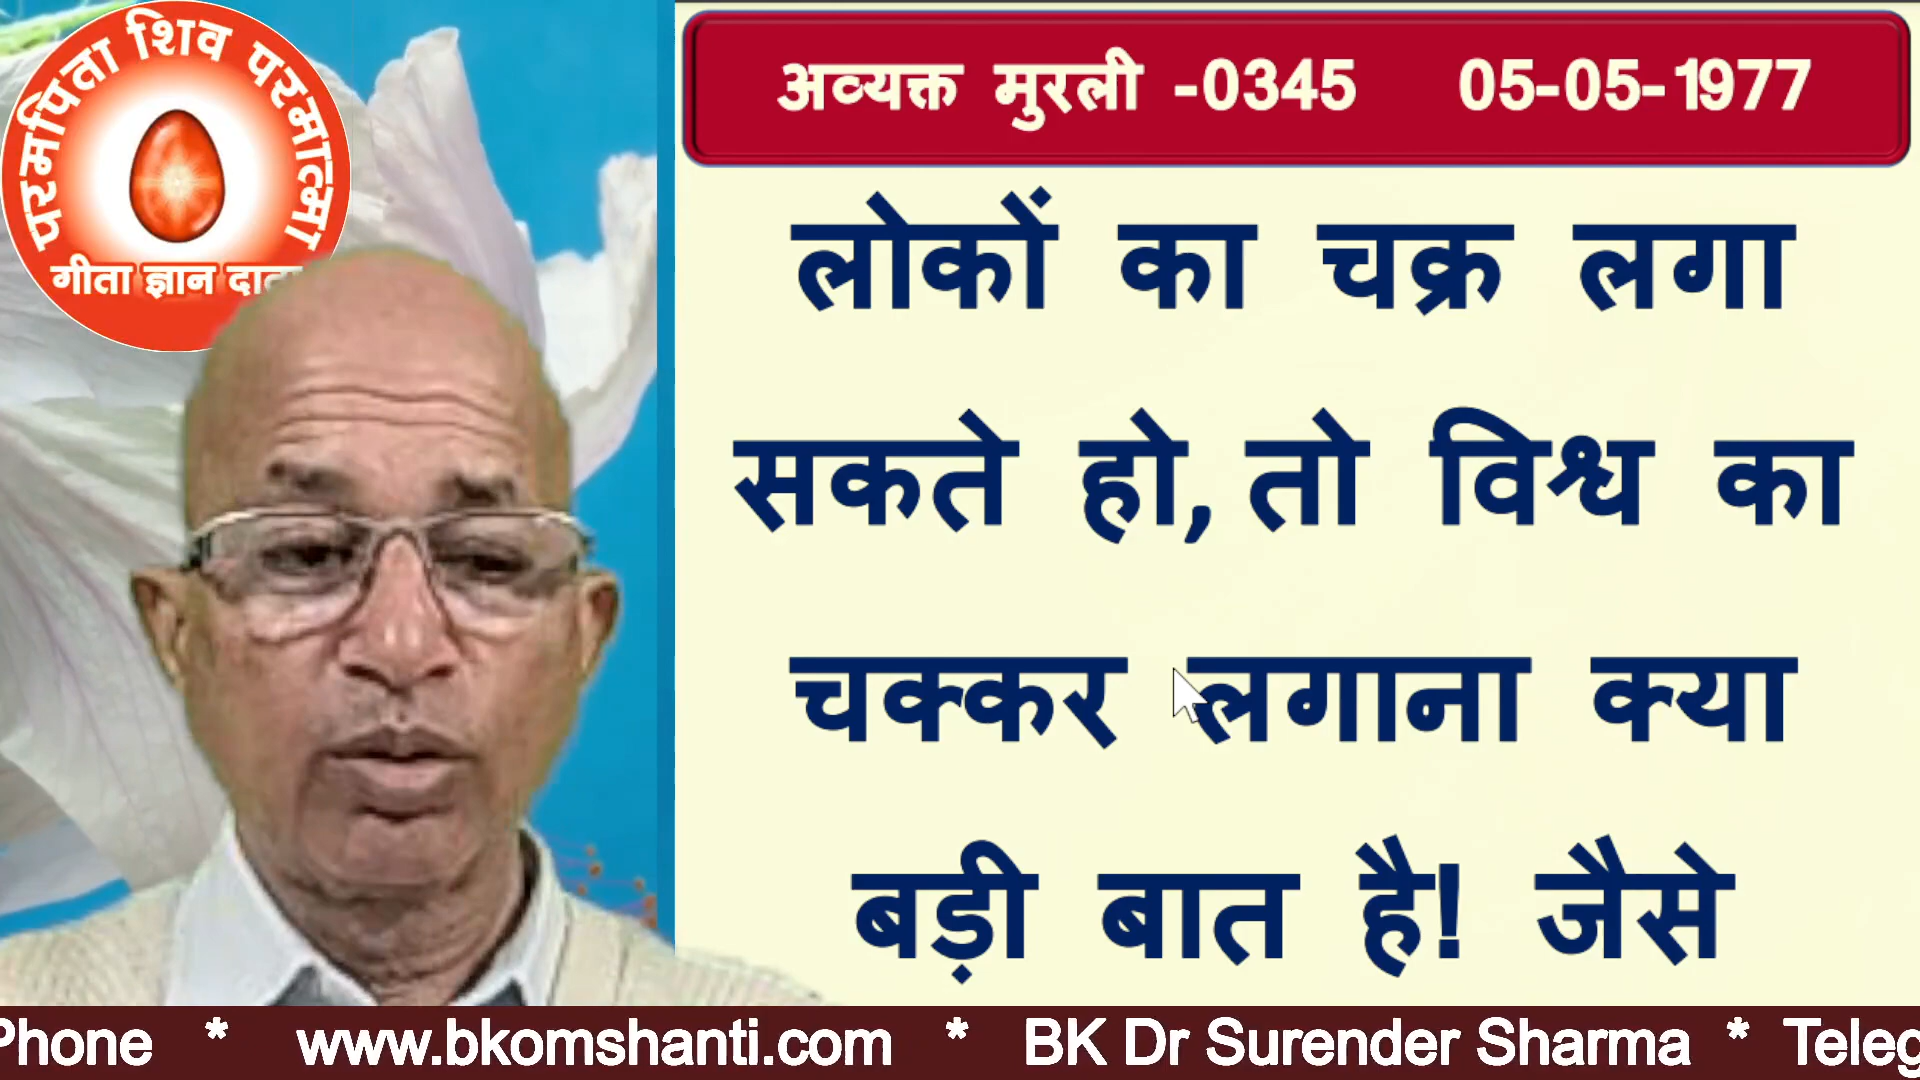 परमपिता शिव परमात्मा
गीता ज्ञान
अव्यक्त मुरली -0345 05-05-1977
लोकों का चक्र लगा
सकते हो, तो विश्व का
चक्कर लगाना क्या
बड़ी बात है! जैसे
Phone * www.bkomshanti.com * BK Dr Surender Sharma * Teleg